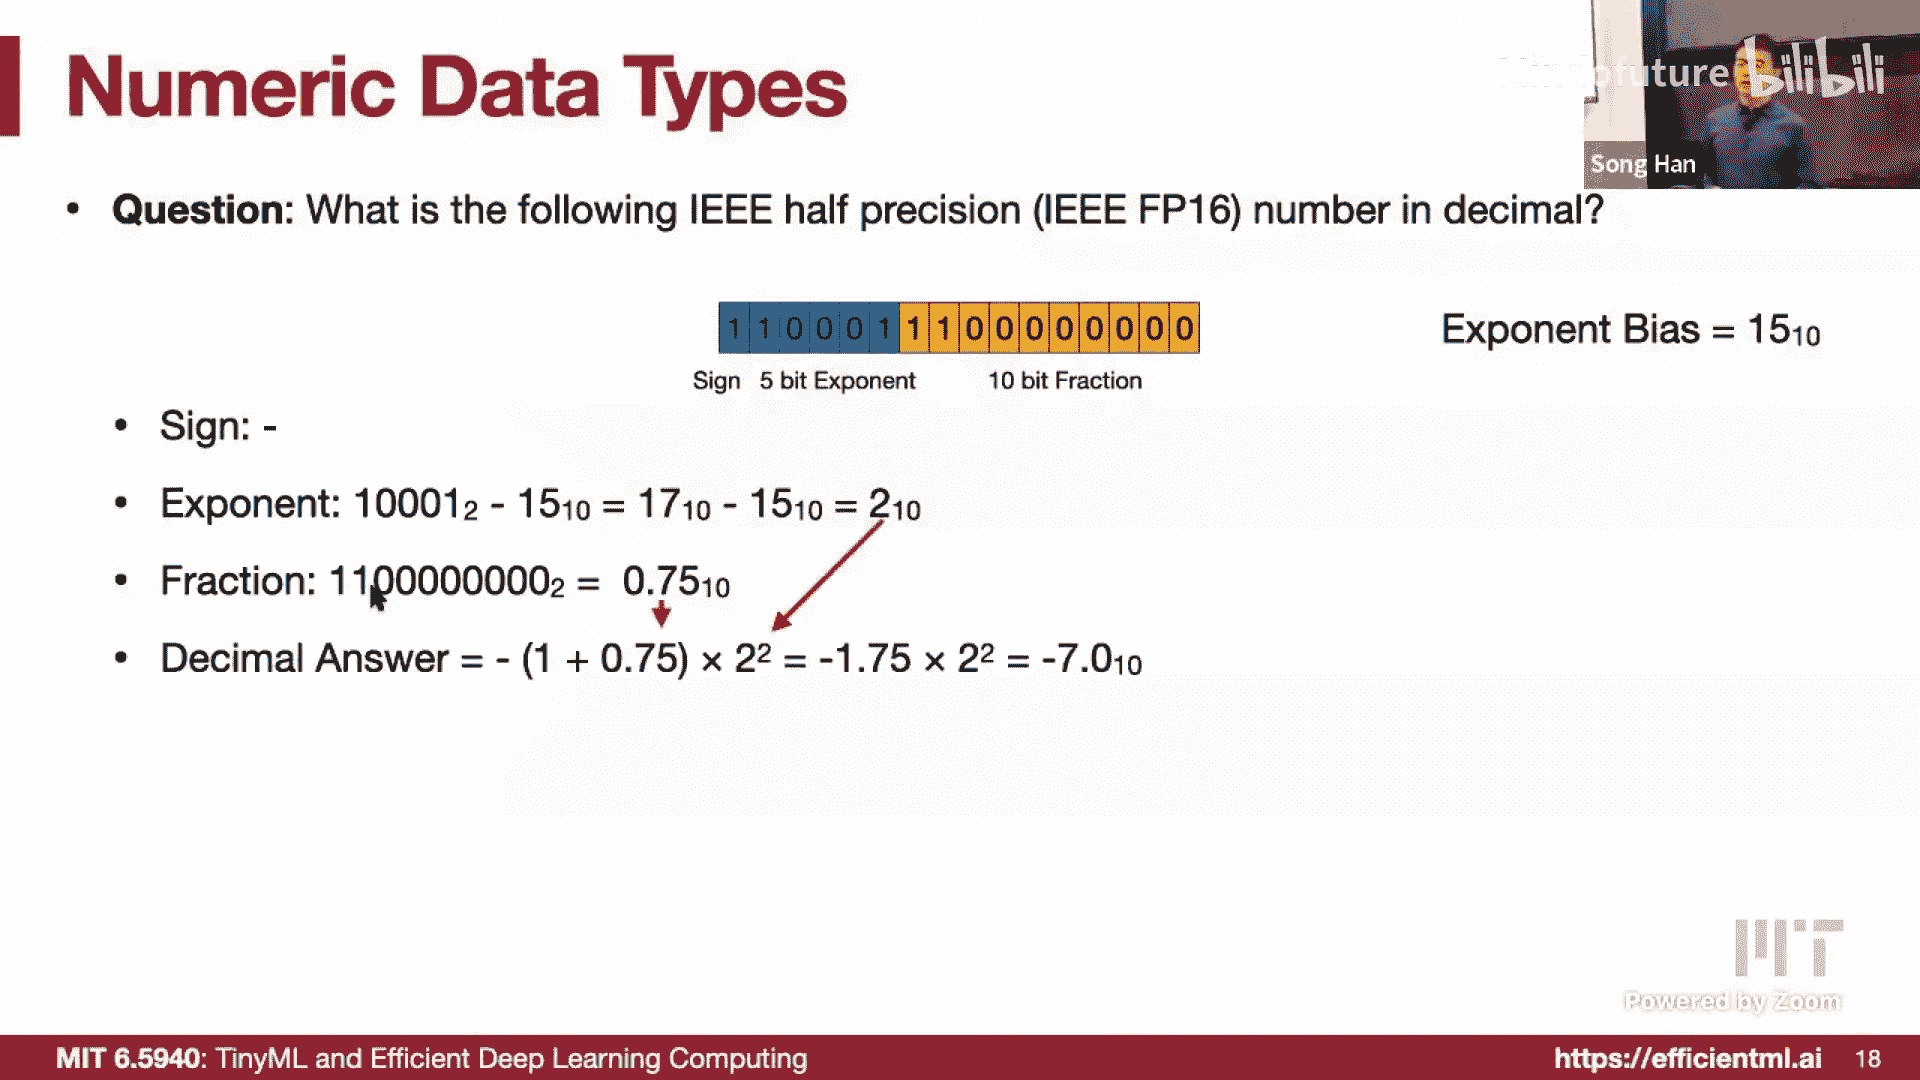 Numeric Data Types
bilibili
Song Han
• Question: What is the following IEEE half precision (IEEE FP16) number in decimal?
1 1 0 0 0 1 1 1 0 0 0 0 0 0 0 0
Exponent Bias = 15₁₀
Sign 5 bit Exponent 10 bit Fraction
• Sign: -
• Exponent: 10001₂ - 15₁₀ = 17₁₀ - 15₁₀ = 2₁₀
• Fraction: 1100000000₂ = 0.75₁₀
• Decimal Answer = - (1 + 0.75) × 2² = -1.75 × 2² = -7.0₁₀
MIT
Powered by Zoom
MIT 6.5940: TinyML and Efficient Deep Learning Computing
https://efficientml.ai 18